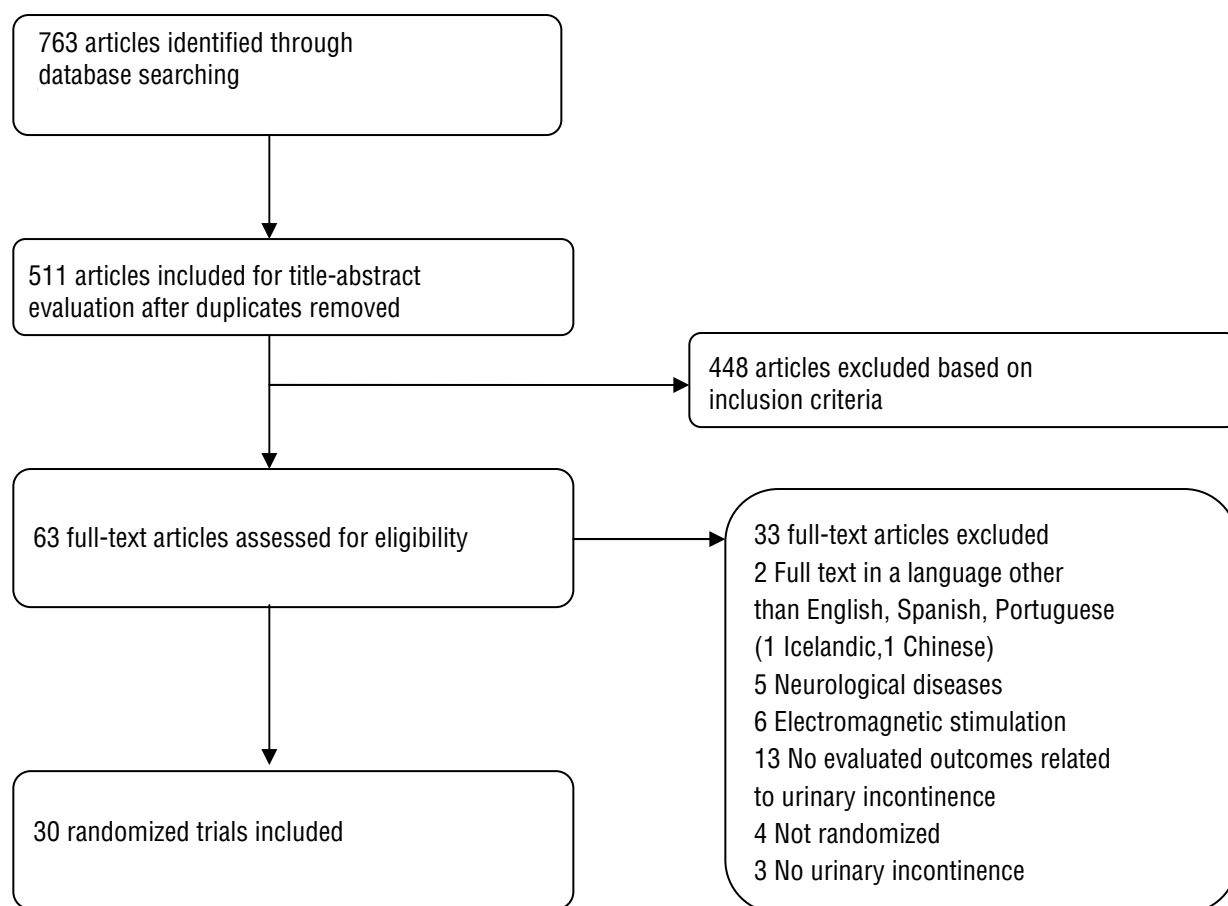 763 articles identified through
database searching
511 articles included for title-abstract
evaluation after duplicates removed
448 articles excluded based on
inclusion criteria
63 full-text articles assessed for eligibility
33 full-text articles excluded
2 Full text in a language other
than English, Spanish, Portuguese
(1 Icelandic,1 Chinese)
5 Neurological diseases
6 Electromagnetic stimulation
13 No evaluated outcomes related
to urinary incontinence
4 Not randomized
3 No urinary incontinence
30 randomized trials included